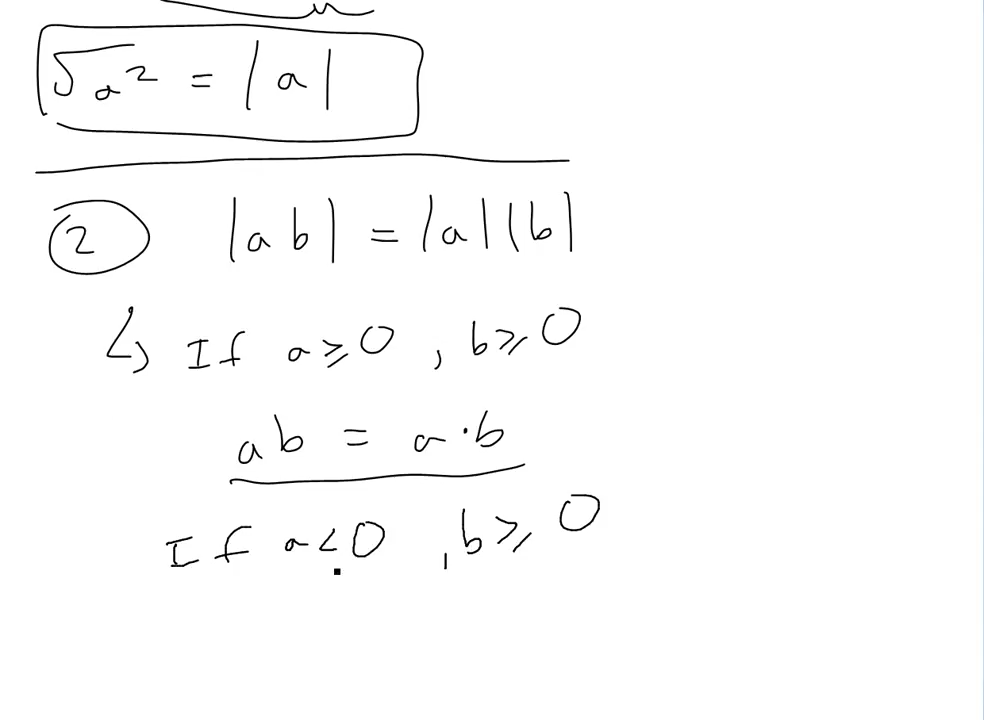 √a² = |a|
2 |ab| = |a||b|
↳ If a ≥ 0 , b ≥ 0
ab = a · b
If a < 0 , b ≥ 0